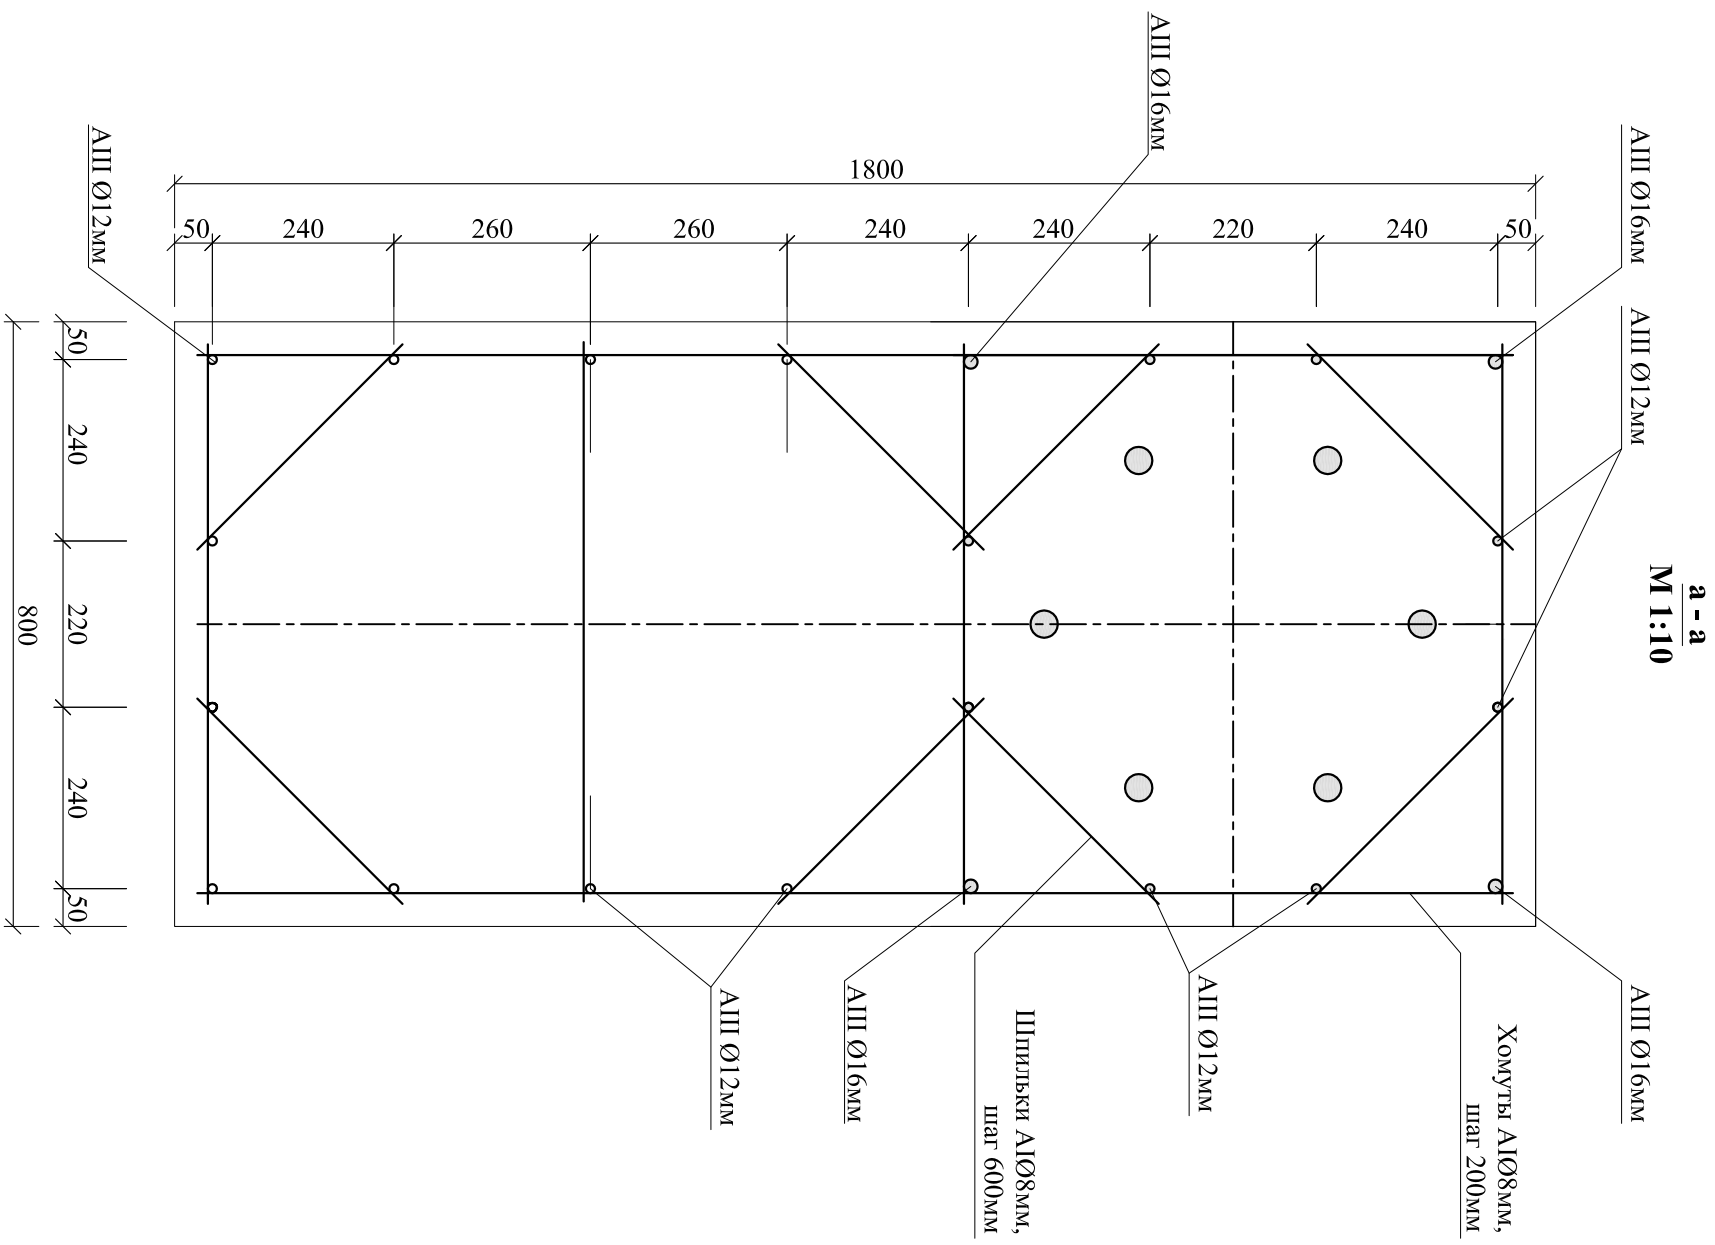 а - а
М 1:10
АIII Ø16мм
АIII Ø16мм
АIII Ø12мм
АIII Ø12мм
1800
50
240
260
260
240
240
220
240
50
50
240
220
240
50
800
АIII Ø12мм
АIII Ø16мм
Шпильки АIØ8мм,
шаг 600мм
АIII Ø12мм
Хомуты АIØ8мм,
шаг 200мм
АIII Ø16мм